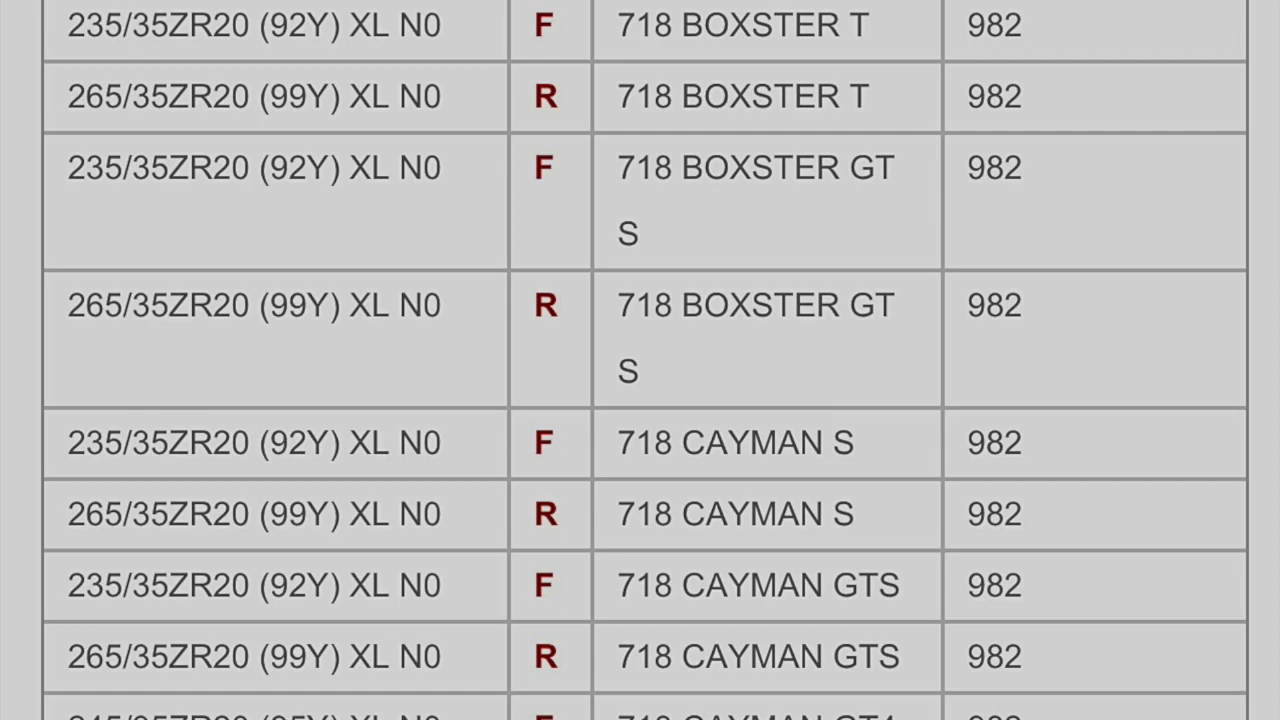 235/35ZR20 (92Y) XL N0 F 718 BOXSTER T 982
265/35ZR20 (99Y) XL N0 R 718 BOXSTER T 982
235/35ZR20 (92Y) XL N0 F 718 BOXSTER GT 982
S
265/35ZR20 (99Y) XL N0 R 718 BOXSTER GT 982
S
235/35ZR20 (92Y) XL N0 F 718 CAYMAN S 982
265/35ZR20 (99Y) XL N0 R 718 CAYMAN S 982
235/35ZR20 (92Y) XL N0 F 718 CAYMAN GTS 982
265/35ZR20 (99Y) XL N0 R 718 CAYMAN GTS 982